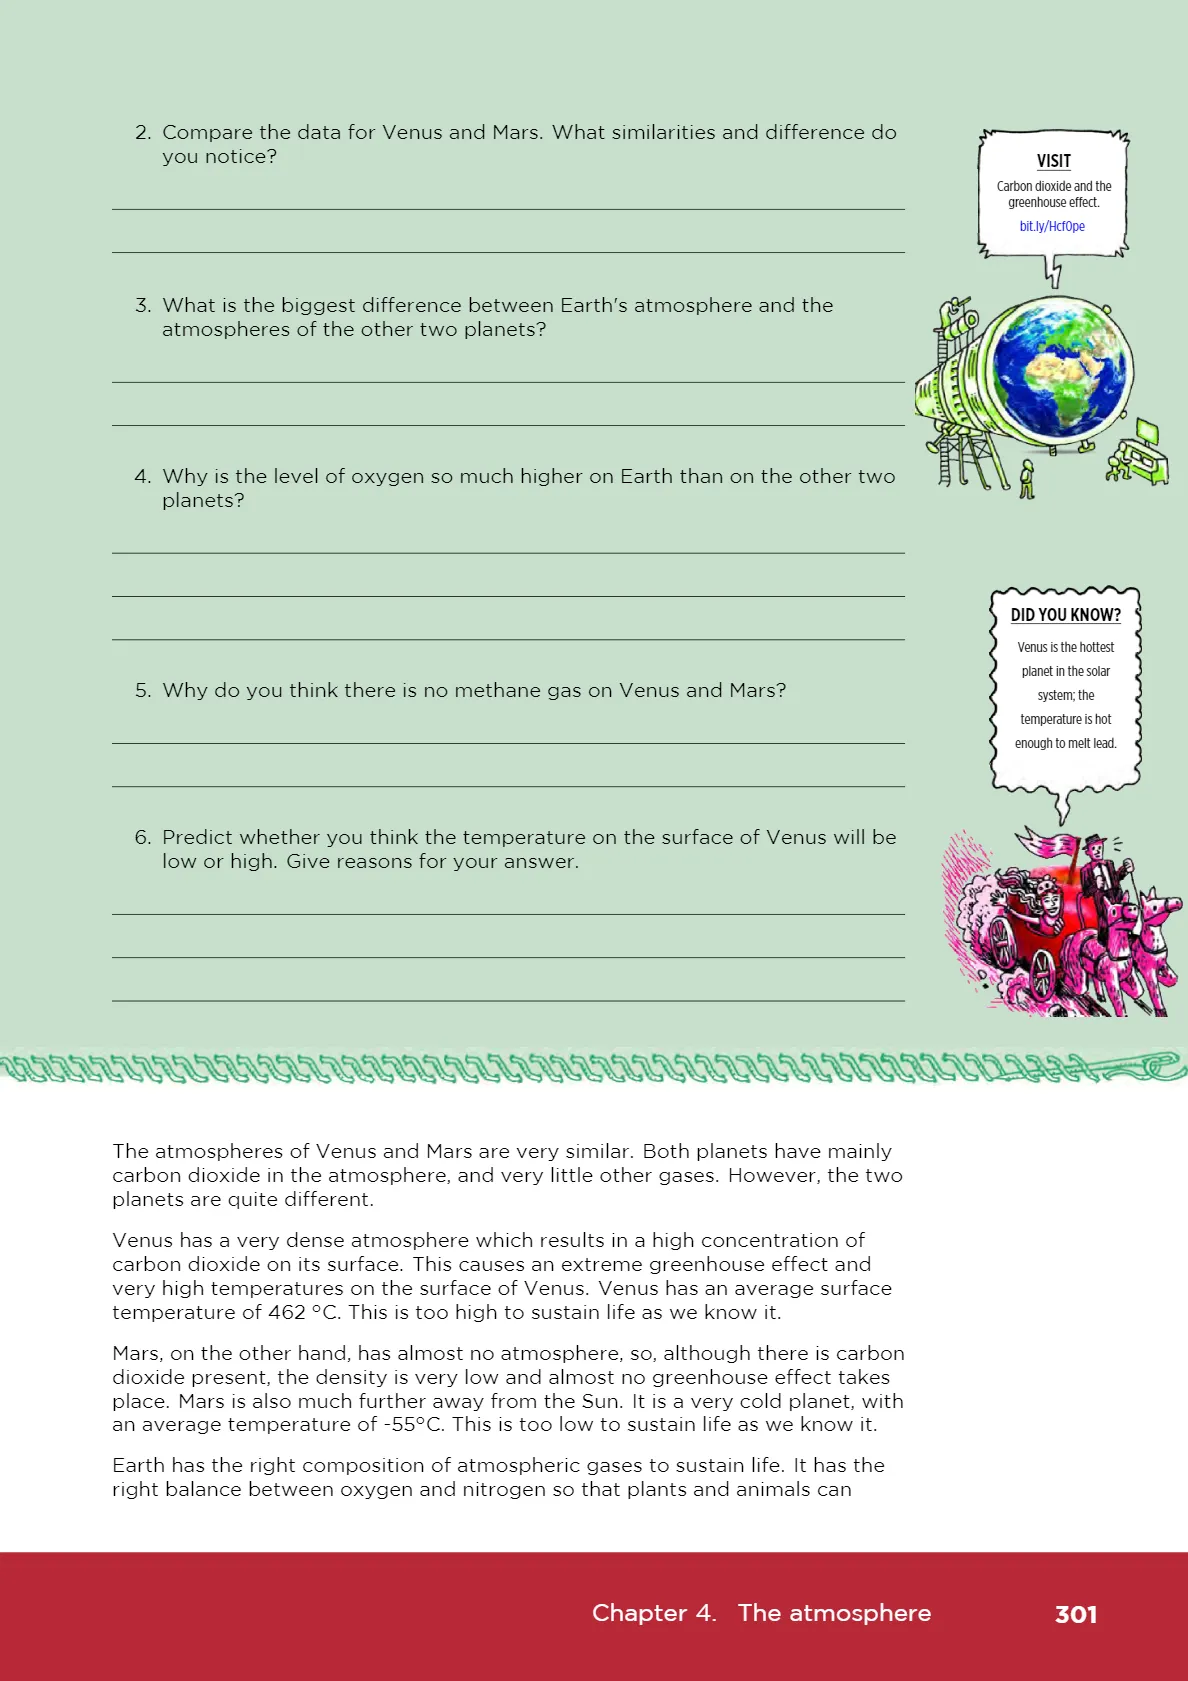 2. Compare the data for Venus and Mars. What similarities and difference do
you notice?
3. What is the biggest difference between Earth's atmosphere and the
atmospheres of the other two planets?
4. Why is the level of oxygen so much higher on Earth than on the other two
planets?
5. Why do you think there is no methane gas on Venus and Mars?
6. Predict whether you think the temperature on the surface of Venus will be
low or high. Give reasons for your answer.
VISIT
Carbon dioxide and the
greenhouse effect.
bit.ly/Hcf0pe
DID YOU KNOW?
Venus is the hottest
planet in the solar
system; the
temperature is hot
enough to melt lead.
The atmospheres of Venus and Mars are very similar. Both planets have mainly
carbon dioxide in the atmosphere, and very little other gases. However, the two
planets are quite different.
Venus has a very dense atmosphere which results in a high concentration of
carbon dioxide on its surface. This causes an extreme greenhouse effect and
very high temperatures on the surface of Venus. Venus has an average surface
temperature of 462 °C. This is too high to sustain life as we know it.
Mars, on the other hand, has almost no atmosphere, so, although there is carbon
dioxide present, the density is very low and almost no greenhouse effect takes
place. Mars is also much further away from the Sun. It is a very cold planet, with
an average temperature of -55°C. This is too low to sustain life as we know it.
Earth has the right composition of atmospheric gases to sustain life. It has the
right balance between oxygen and nitrogen so that plants and animals can
Chapter 4. The atmosphere 301